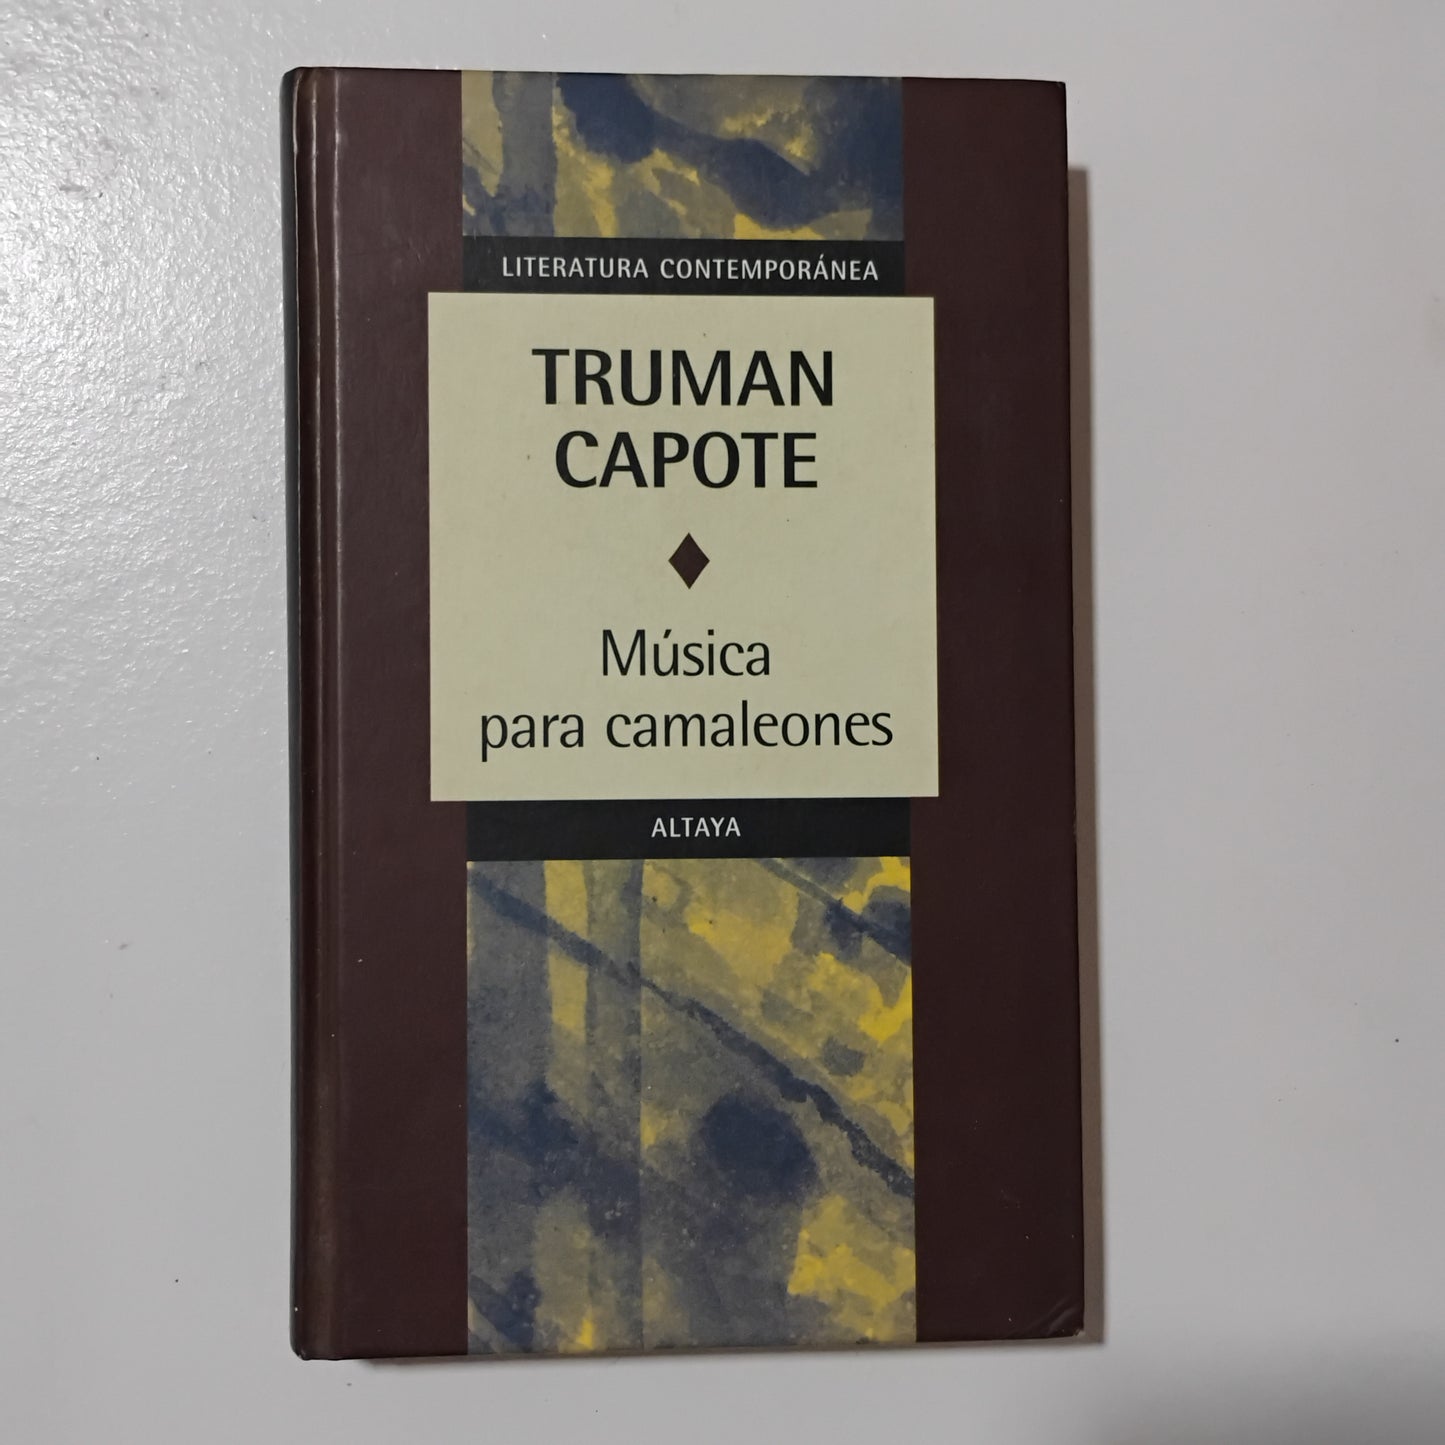 LITERATURA CONTEMPORÁNEA
TRUMAN
CAPOTE
Música
para camaleones
ALTAYA